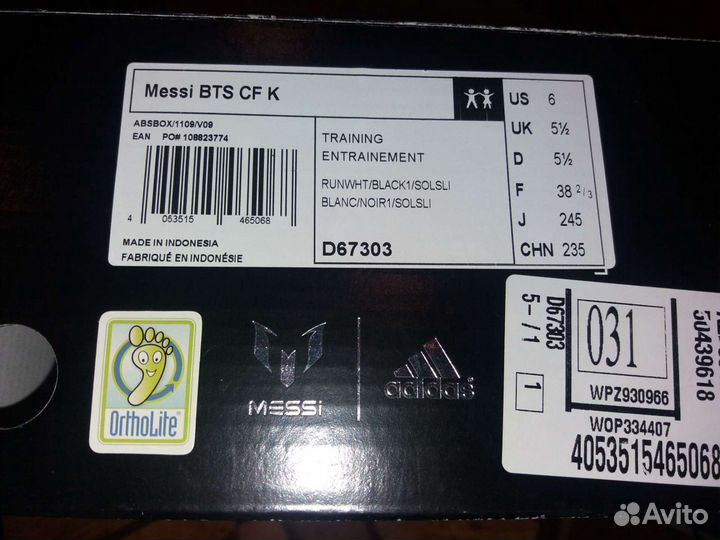 Messi BTS CF K
ABSBOX/1109/V09
EAN PO# 108823774
4 053515 465068
MADE IN INDONESIA
FABRIQUÉ EN INDONÉSIE
TRAINING
ENTRAINEMENT
RUNWHT/BLACK1/SOLSLI
BLANC/NOIR1/SOLSLI
D67303
US 6
UK 5½
D 5½
F 38 2/3
J 245
CHN 235
OrthoLite®
MESSI
adidas
D67303
5-/1
1
031
WPZ930966
WOP334407
4053515465068
50439618
Avito